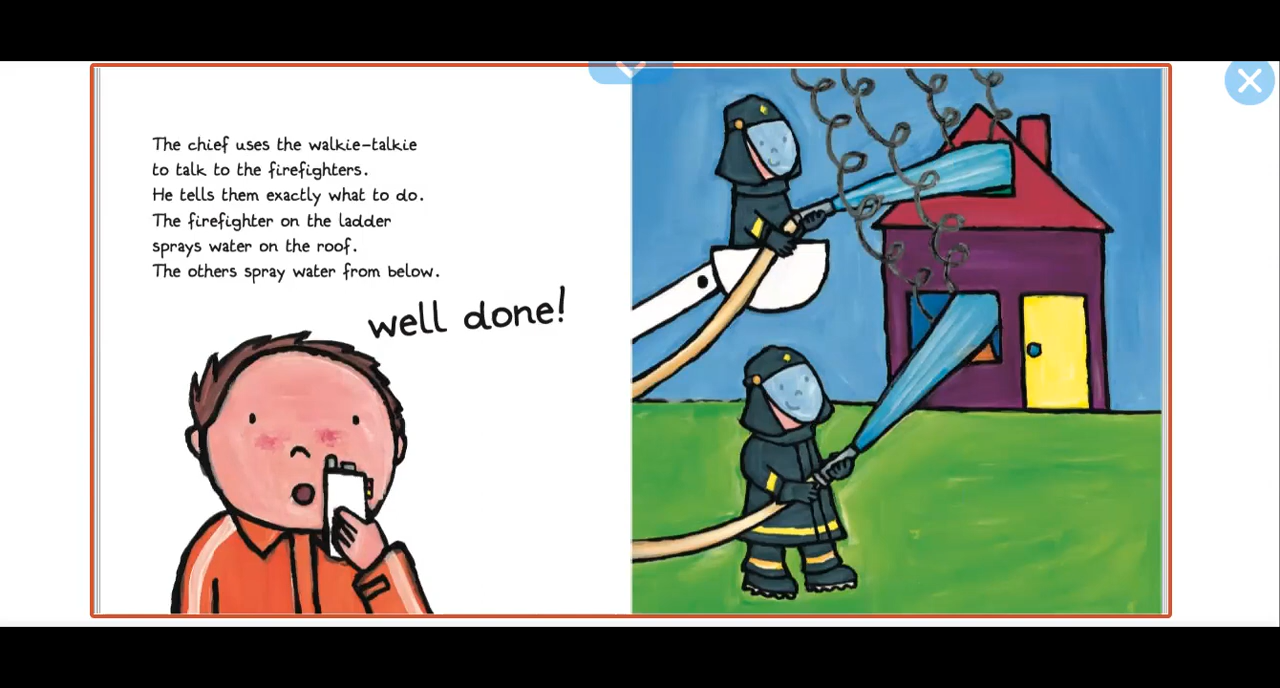 The chief uses the walkie-talkie
to talk to the firefighters.
He tells them exactly what to do.
The firefighter on the ladder
sprays water on the roof.
The others spray water from below.
well done!